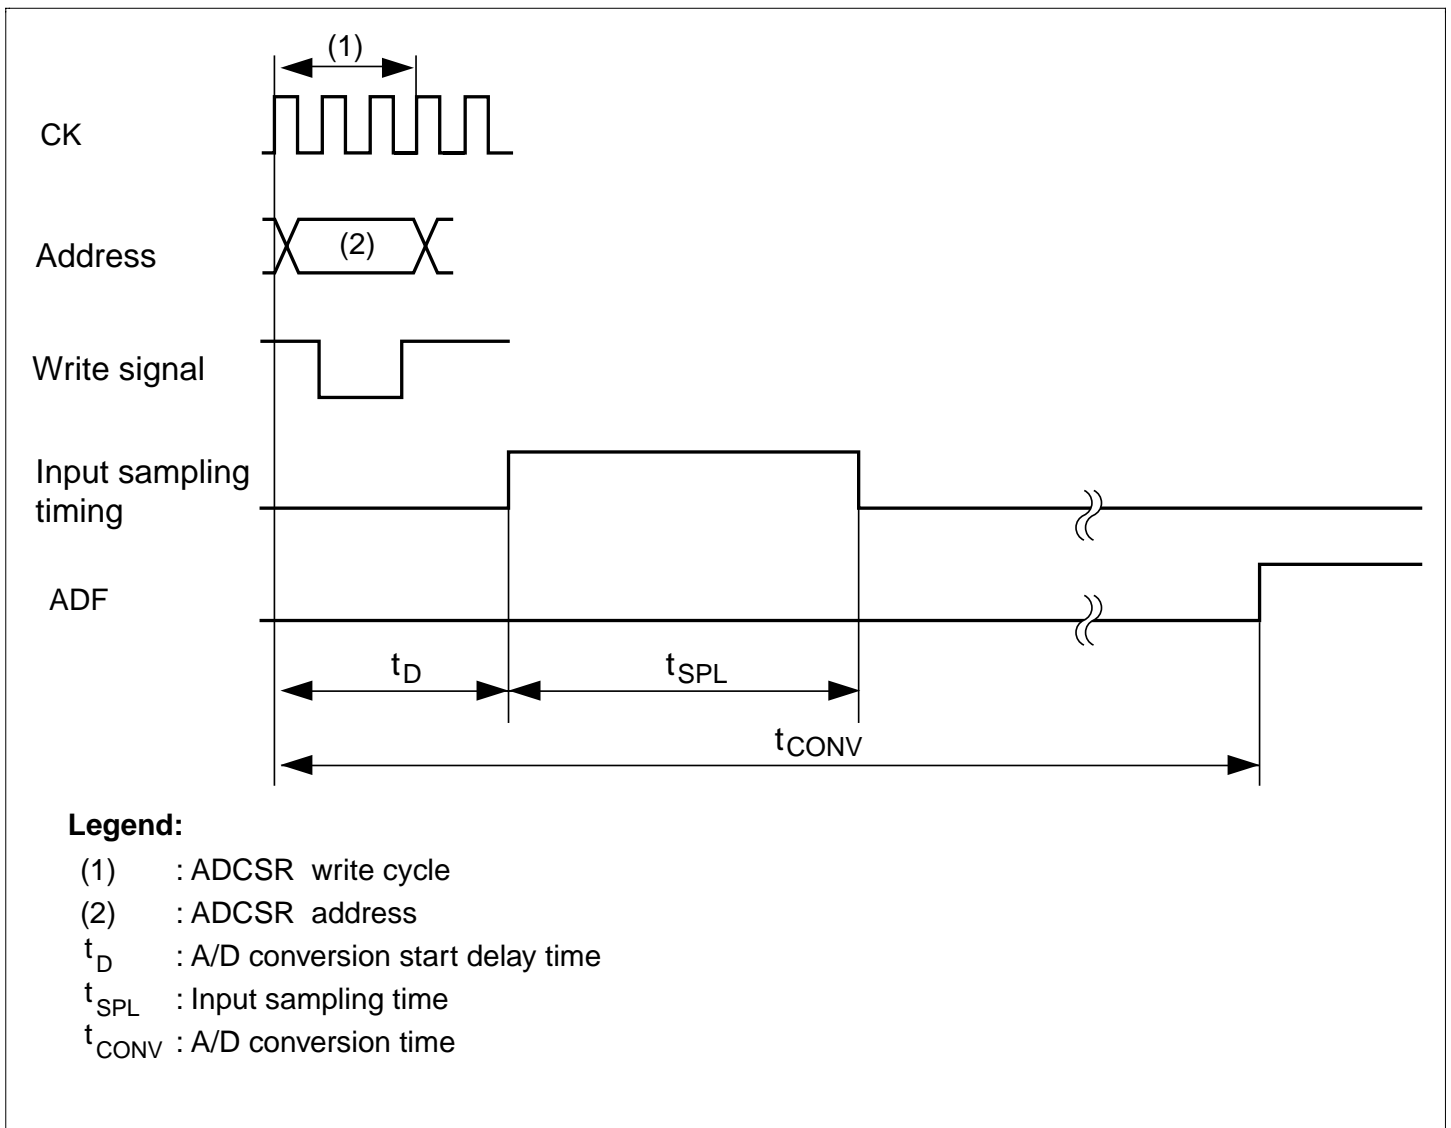 (1)
CK
Address
(2)
Write signal
Input sampling
timing
ADF
tD
tSPL
tCONV
Legend:
(1) : ADCSR write cycle
(2) : ADCSR address
tD : A/D conversion start delay time
tSPL : Input sampling time
tCONV : A/D conversion time